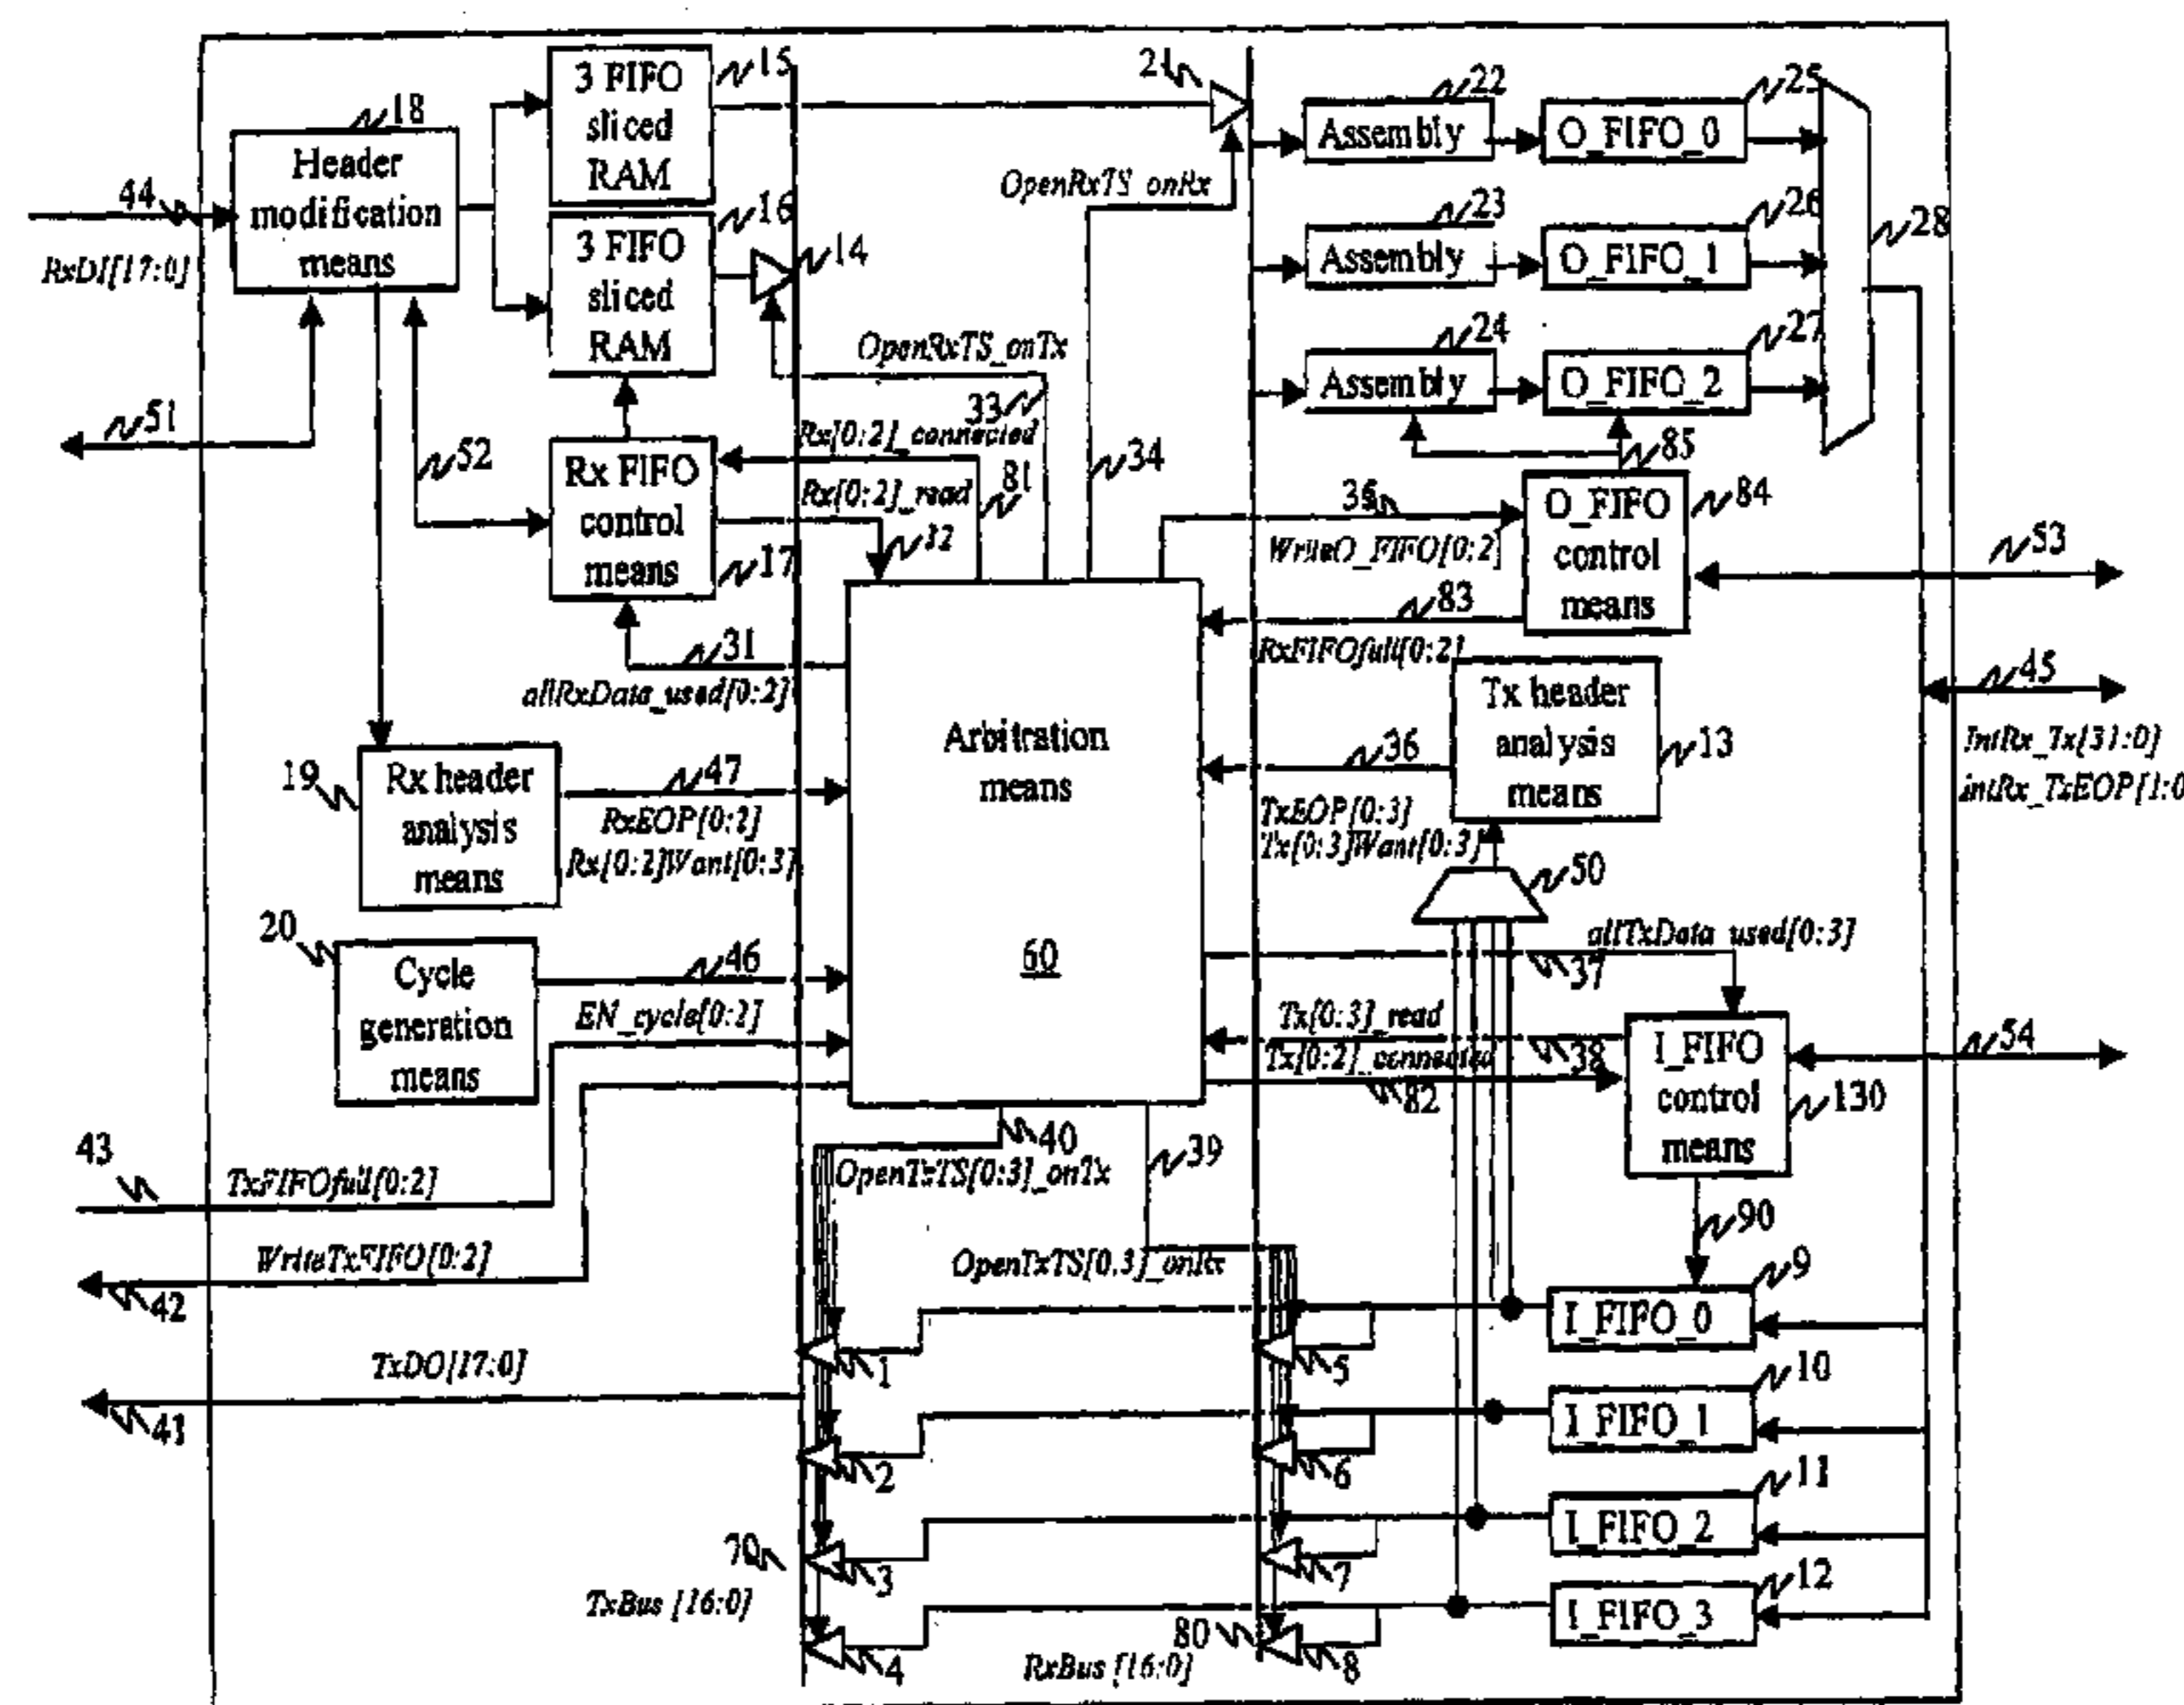 15
3 FIFO
sliced
RAM
21
22
Assembly
25
O_FIFO_0
18
Header
modification
means
44
RxDI[17:0]
16
3 FIFO
sliced
RAM
14
OpenRxTS_onRx
23
Assembly
26
O_FIFO_1
28
24
Assembly
27
O_FIFO_2
OpenRxTS_onTx
33
51
52
Rx[0:2]_connected
81
34
85
Rx FIFO
control
means
17
Rx[0:2]_read
32
35
WriteO_FIFO[0:2]
O_FIFO
control
means
84
53
83
RxFIFOfull[0:2]
31
allRxData_used[0:2]
45
IntRx_Tx[31:0]
intRx_TxEOP[1:0
Arbitration
means
60
Tx header
analysis
means
13
36
TxEOP[0:3]
Tx[0:3]Want[0:3]
19
Rx header
analysis
means
47
RxEOP[0:2]
Rx[0:2]Want[0:3]
50
20
Cycle
generation
means
46
EN_cycle[0:2]
allTxData_used[0:3]
37
Tx[0:3]_read
38
Tx[0:2]_connected
82
I_FIFO
control
means
130
54
43
TxFIFOfull[0:2]
40
OpenTxTS[0:3]_onTx
39
90
WriteTxFIFO[0:2]
42
OpenTxTS[0:3]_onRx
9
I_FIFO_0
TxDO[17:0]
41
1
5
10
I_FIFO_1
2
6
11
I_FIFO_2
70
TxBus [16:0]
3
7
12
I_FIFO_3
4
80
RxBus [16:0]
8